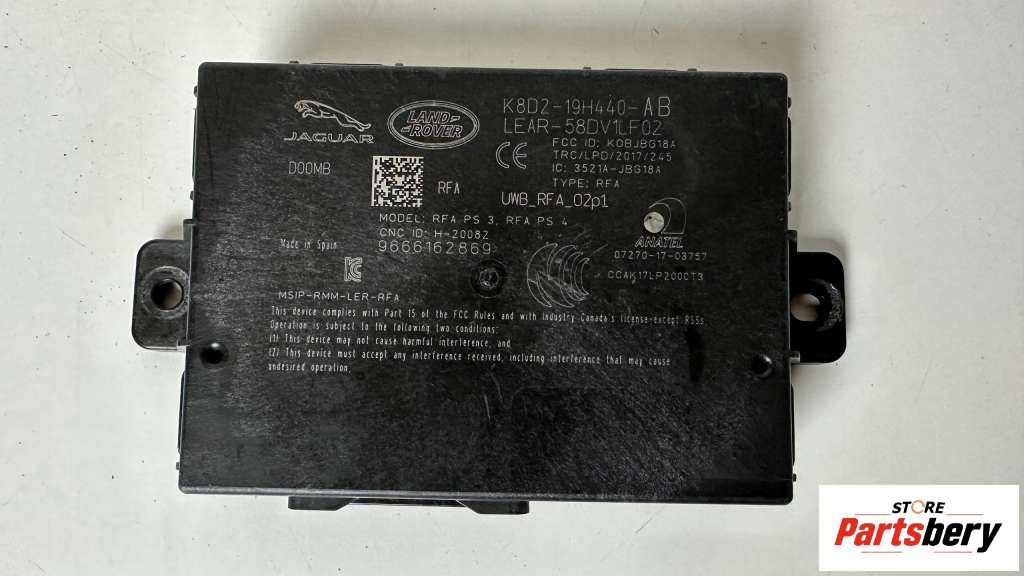 JAGUAR
LAND-
ROVER
K8D2-19H440-AB
LEAR-58DV1LF02
FCC ID: KOBJBG18A
TRC/LPD/2017/245
IC: 3521A-JBG18A
TYPE: RFA
CE
DOOMB
RFA
UWB_RFA_02p1
MODEL: RFA PS 3, RFA PS 4
CNC ID: H-20082
9666162869
Made in Spain
ANATEL
07270-17-03757
CCAK17LP200CT3
MSIP-RMM-LER-RFA
This device complies with Part 15 of the FCC Rules and with Industry Canada's license-except RSSs
Operation is subject to the following two conditions:
(1) This device may not cause harmful interference, and
(2) This device must accept any interference received, including interference that may cause
undesired operation.
STORE
Partsbery